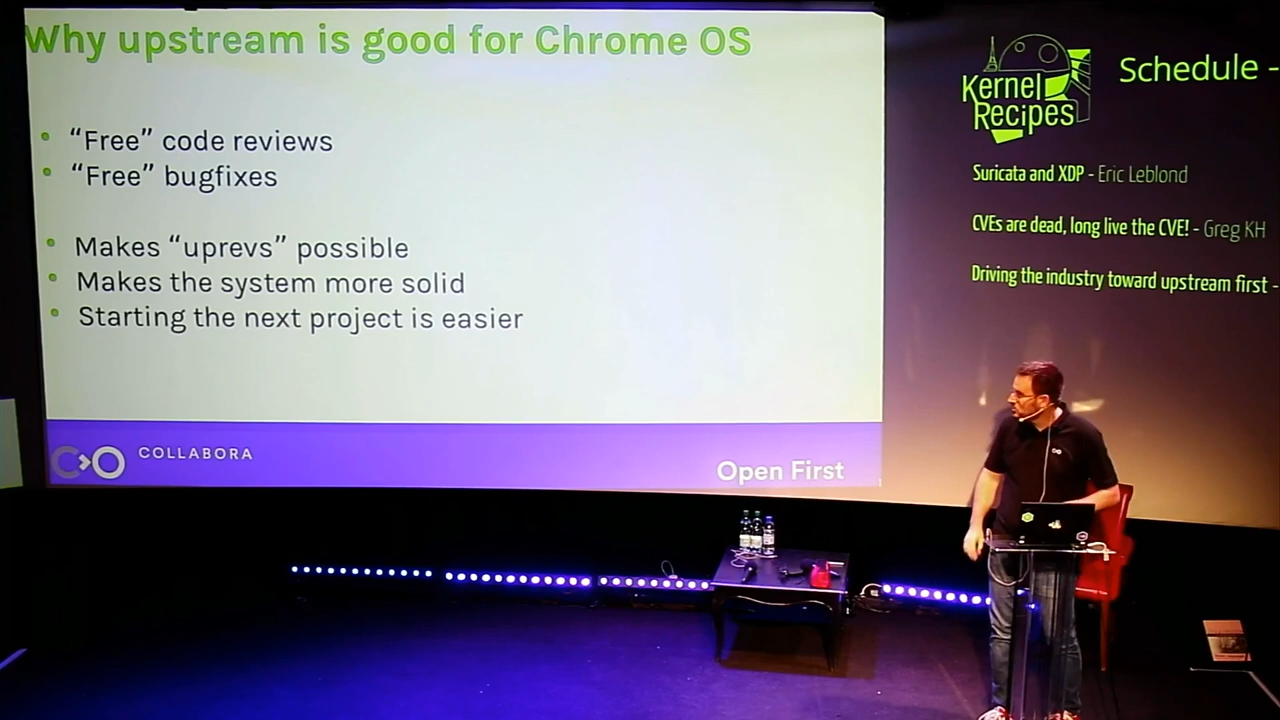 Why upstream is good for Chrome OS
• “Free” code reviews
• “Free” bugfixes
• Makes “uprevs” possible
• Makes the system more solid
• Starting the next project is easier
COLLABORA
Open First
Kernel
Recipes
Schedule -
Suricata and XDP - Eric Leblond
CVEs are dead, long live the CVE! - Greg KH
Driving the industry toward upstream first -